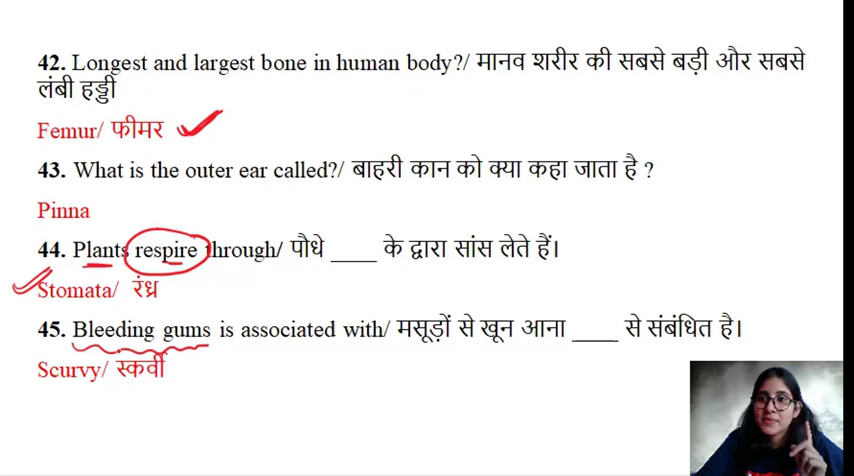 42. Longest and largest bone in human body?/ मानव शरीर की सबसे बड़ी और सबसे
लंबी हड्डी
Femur/ फीमर
43. What is the outer ear called?/ बाहरी कान को क्या कहा जाता है ?
Pinna
44. Plants respire through/ पौधे ____ के द्वारा सांस लेते हैं।
Stomata/ रंध्र
45. Bleeding gums is associated with/ मसूड़ों से खून आना ____ से संबंधित है।
Scurvy/ स्कर्वी